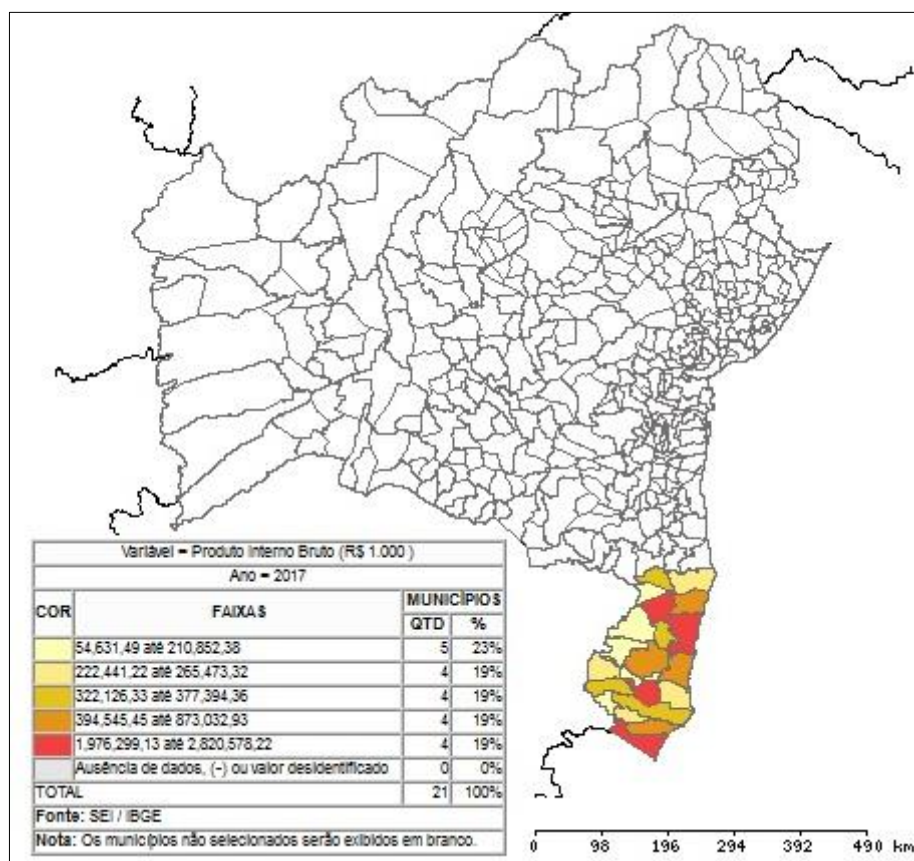 Variável = Produto Interno Bruto (R$ 1.000 )
Ano = 2017
COR FAIXAS MUNICÍPIOS
QTD %
54,631,49 até 210,852,38 5 23%
222,441,22 até 265,473,32 4 19%
322,126,33 até 377,394,36 4 19%
394,545,45 até 873,032,93 4 19%
1,976,299,13 até 2,820,578,22 4 19%
Ausência de dados, (-) ou valor desidentificado 0 0%
TOTAL 21 100%
Fonte: SEI / IBGE
Nota: Os municípios não selecionados serão exibidos em branco.
0 98 196 294 392 490 km